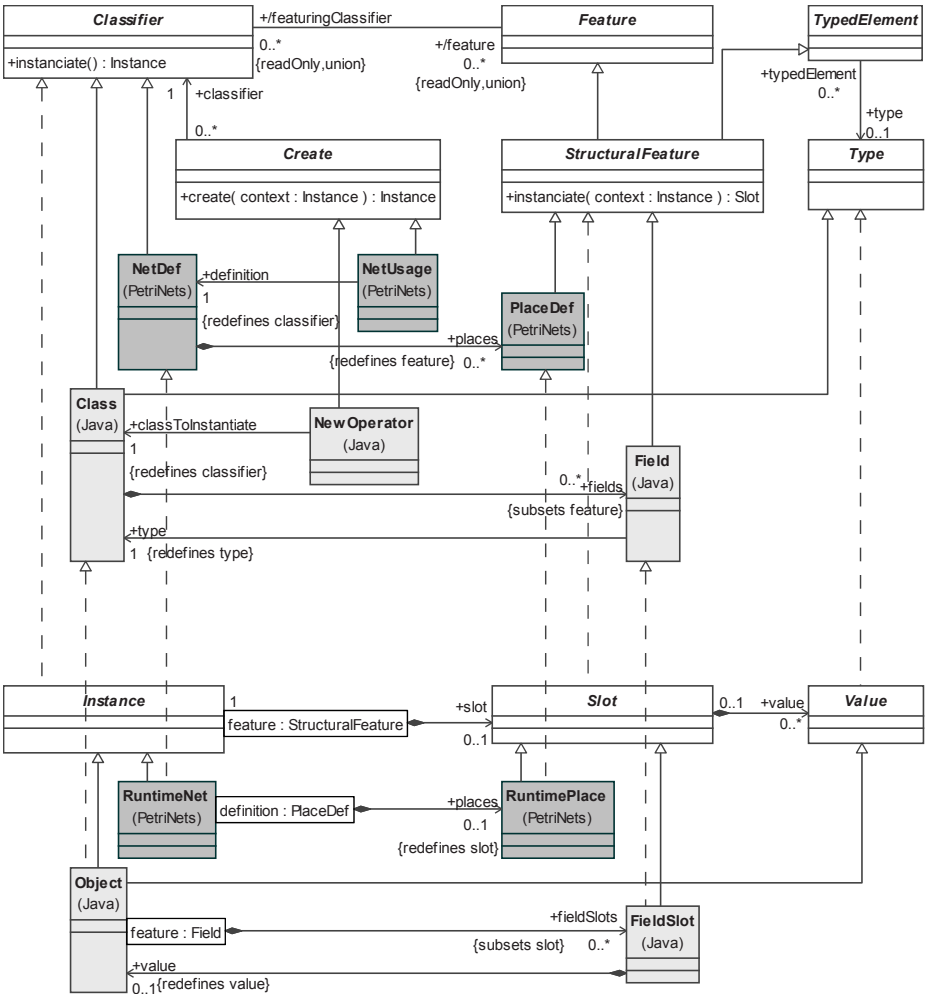 Classifier
+instanciate() : Instance
+/featuringClassifier
0..*
{readOnly,union}
+/feature
0..*
{readOnly,union}
Feature
TypedElement
+typedElement
0..*
+type
0..1
1
+classifier
0..*
Create
+create( context : Instance ) : Instance
StructuralFeature
+instanciate( context : Instance ) : Slot
Type
NetDef
(PetriNets)
+definition
1
{redefines classifier}
NetUsage
(PetriNets)
PlaceDef
(PetriNets)
+places
{redefines feature} 0..*
Class
(Java)
+classToInstantiate
1
{redefines classifier}
NewOperator
(Java)
Field
(Java)
0..*
+fields
{subsets feature}
+type
1 {redefines type}
Instance
1
feature : StructuralFeature
+slot
0..1
Slot
0..1 +value
0..*
Value
RuntimeNet
(PetriNets)
definition : PlaceDef
+places
0..1
{redefines slot}
RuntimePlace
(PetriNets)
Object
(Java)
feature : Field
+fieldSlots
{subsets slot} 0..*
FieldSlot
(Java)
+value
0..1 {redefines value}